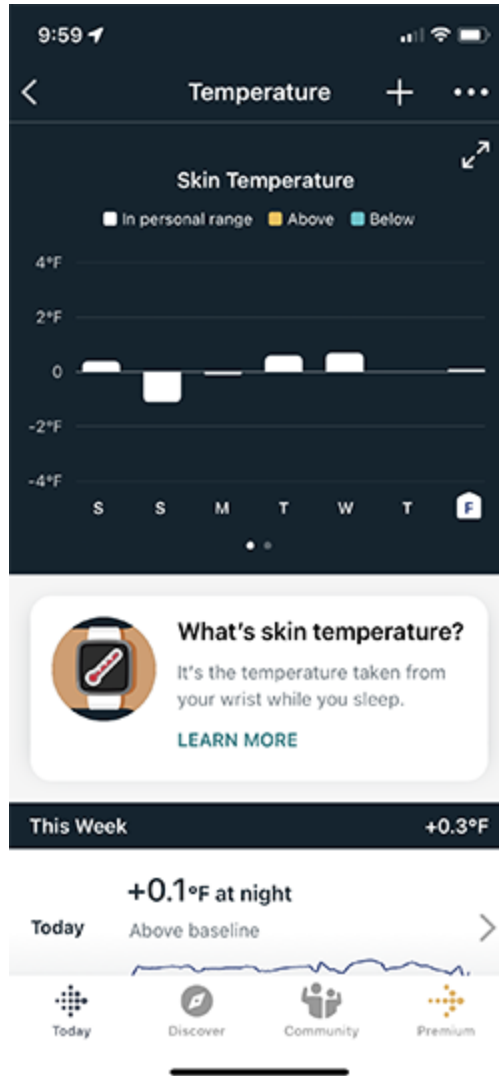 9:59
Temperature
Skin Temperature
In personal range Above Below
4°F
2°F
0
-2°F
-4°F
S S M T W T F
What's skin temperature?
It's the temperature taken from
your wrist while you sleep.
LEARN MORE
This Week +0.3°F
+0.1°F at night
Today Above baseline
Today Discover Community Premium